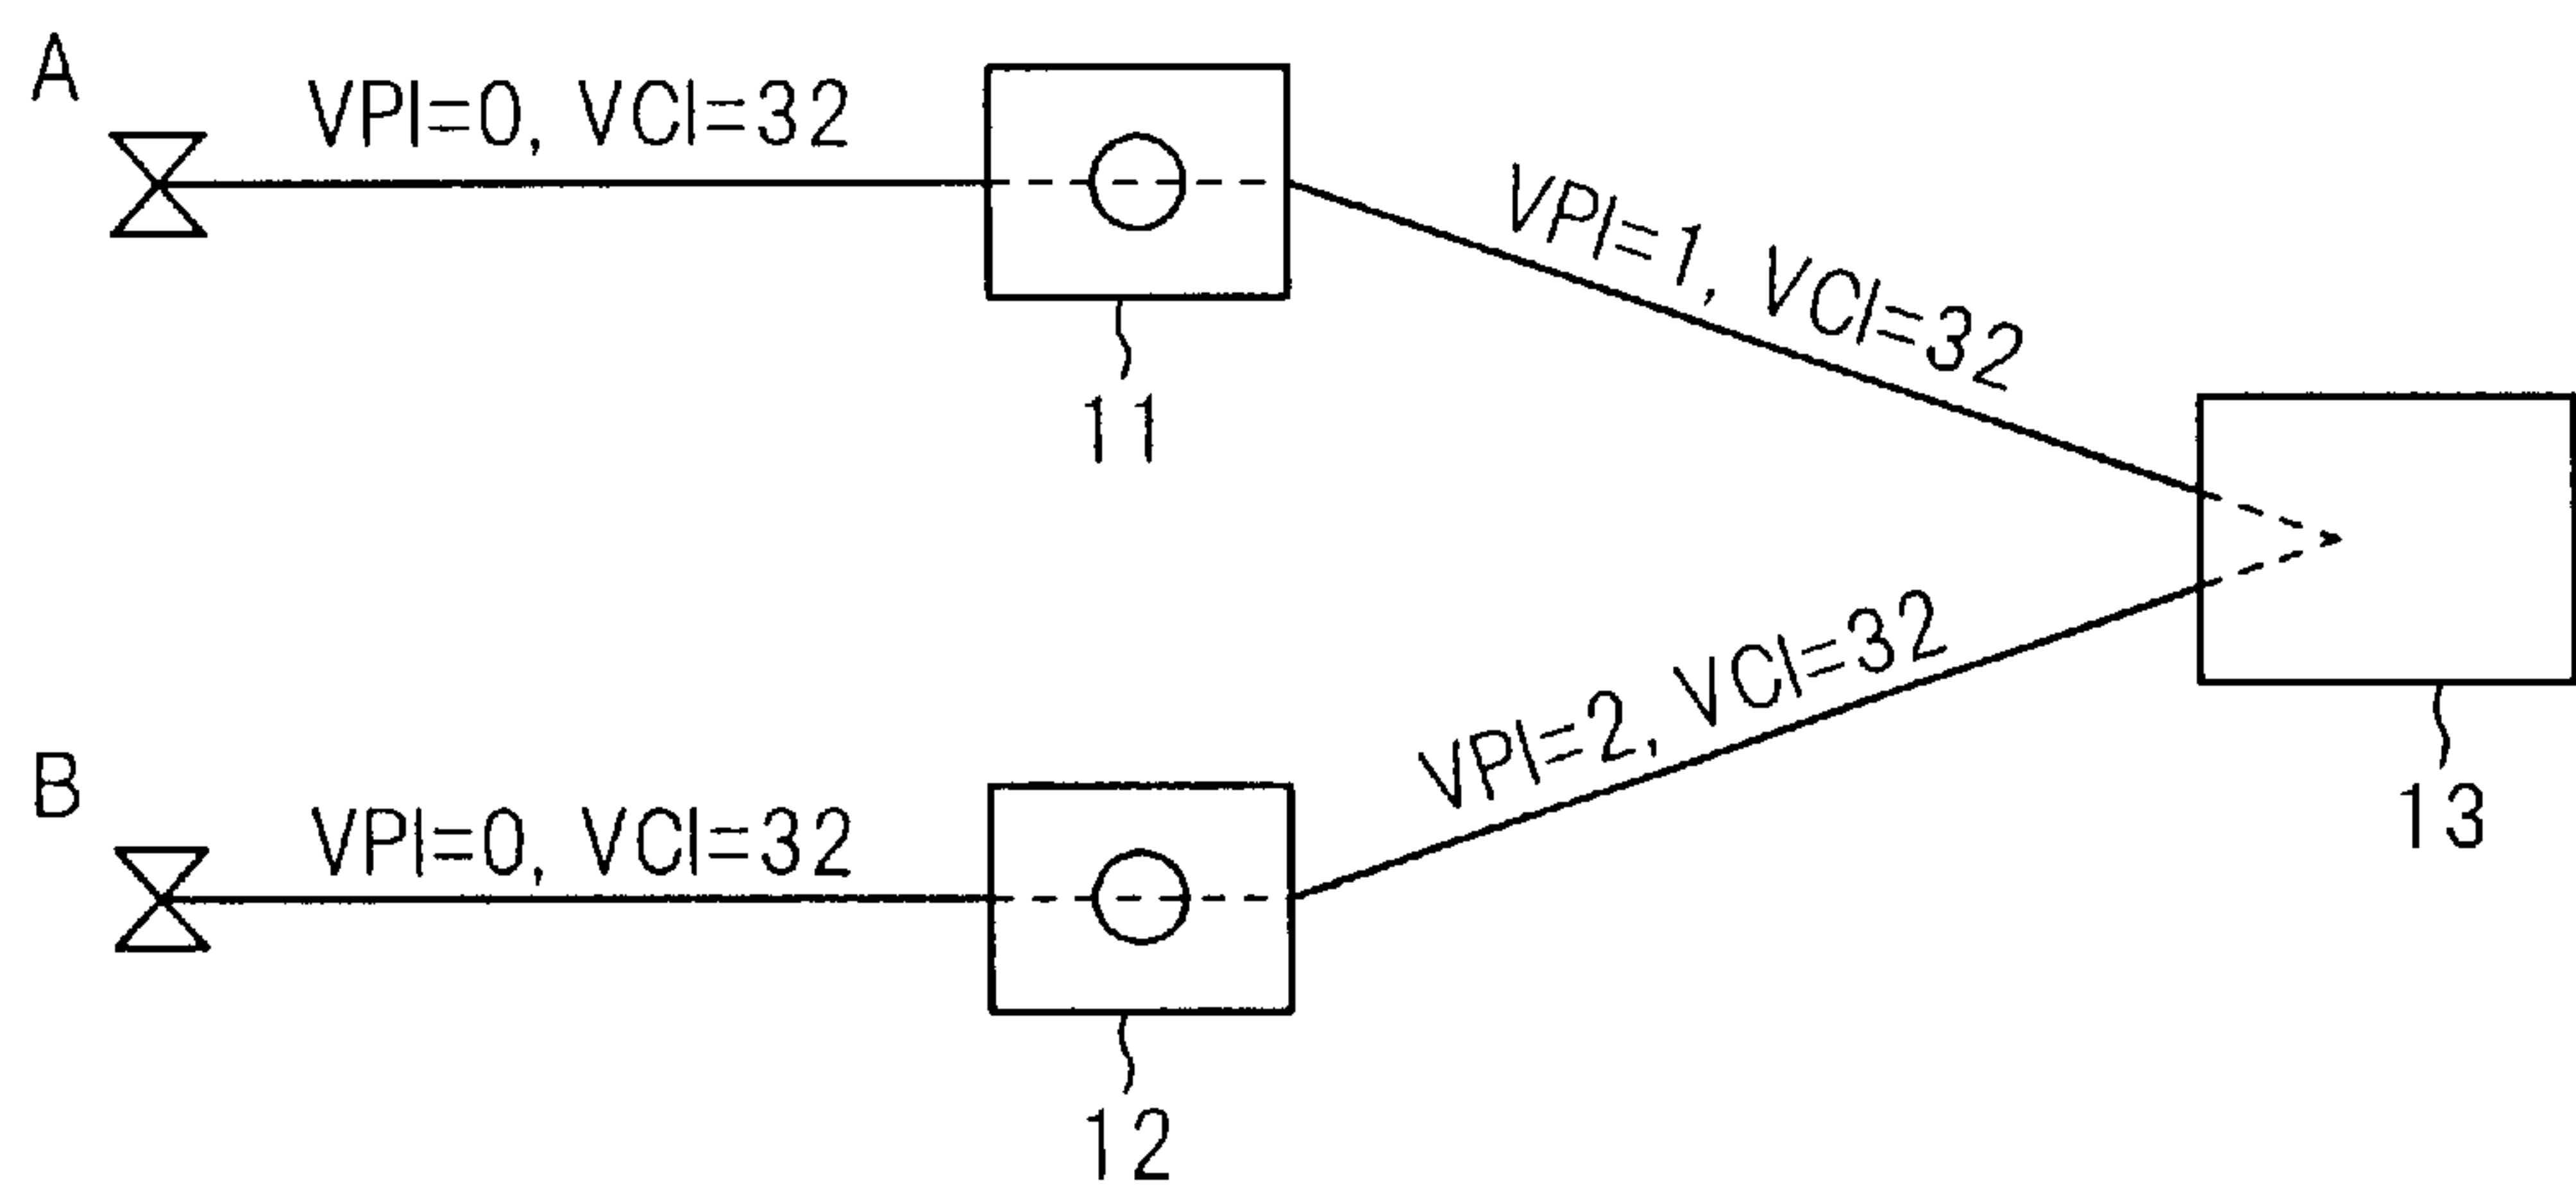 A
VPI=0, VCI=32
VPI=1, VCI=32
11
13
B
VPI=0, VCI=32
VPI=2, VCI=32
12